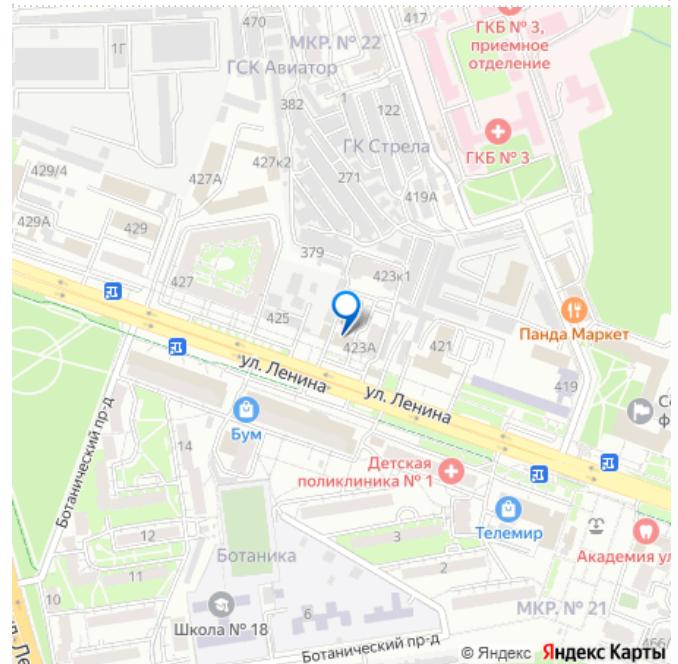 470
417
ГКБ № 3,
приемное
отделение
МКР. № 22
1Г
ГСК Авиатор
382
1
122
ГКБ № 3
427к2
ГК Стрела
429/4
427А
271
419А
429А
429
379
423к1
427
425
Панда Маркет
423А
421
ул. Ленина
ул. Ленина
419
Ботанический пр-д
Бум
14
Детская
поликлиника № 1
Телемир
12
3
Академия ул
Ботаника
11
2
10
Школа № 18
6
МКР. № 21
Ботанический пр-д
© Яндекс Яндекс Карты